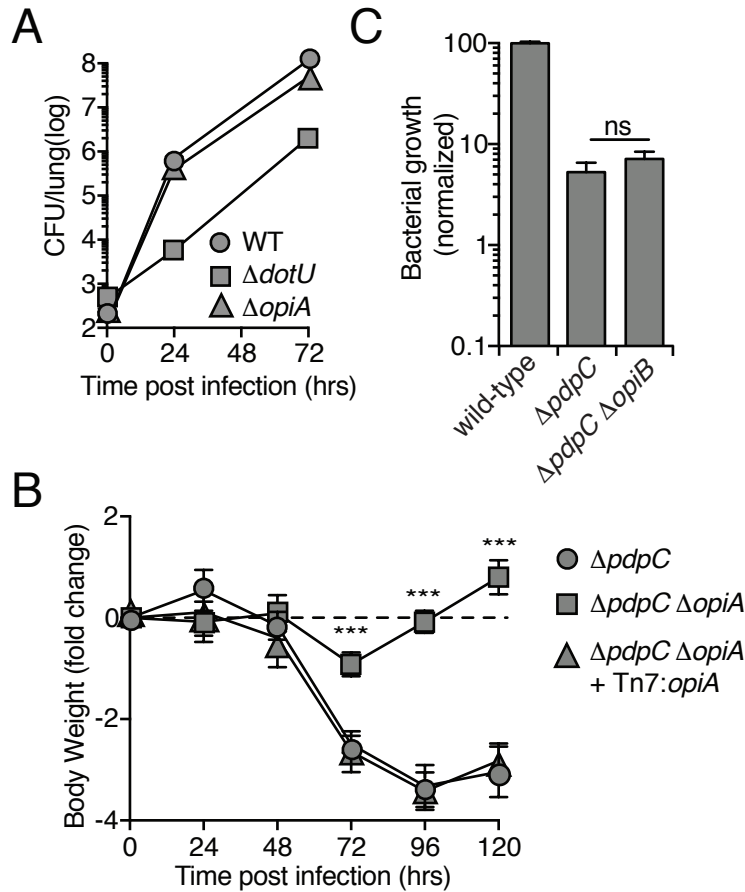 A
CFU/lung(log)
8
7
6
5
4
3
2
0
24
48
72
WT
ΔdotU
ΔopiA
Time post infection (hrs)
C
Bacterial growth
(normalized)
100
10
1
0.1
ns
wild-type
ΔpdpC
ΔpdpC ΔopiB
B
Body Weight (fold change)
2
0
-2
-4
***
***
***
0
24
48
72
96
120
Time post infection (hrs)
ΔpdpC
ΔpdpC ΔopiA
ΔpdpC ΔopiA
+ Tn7:opiA